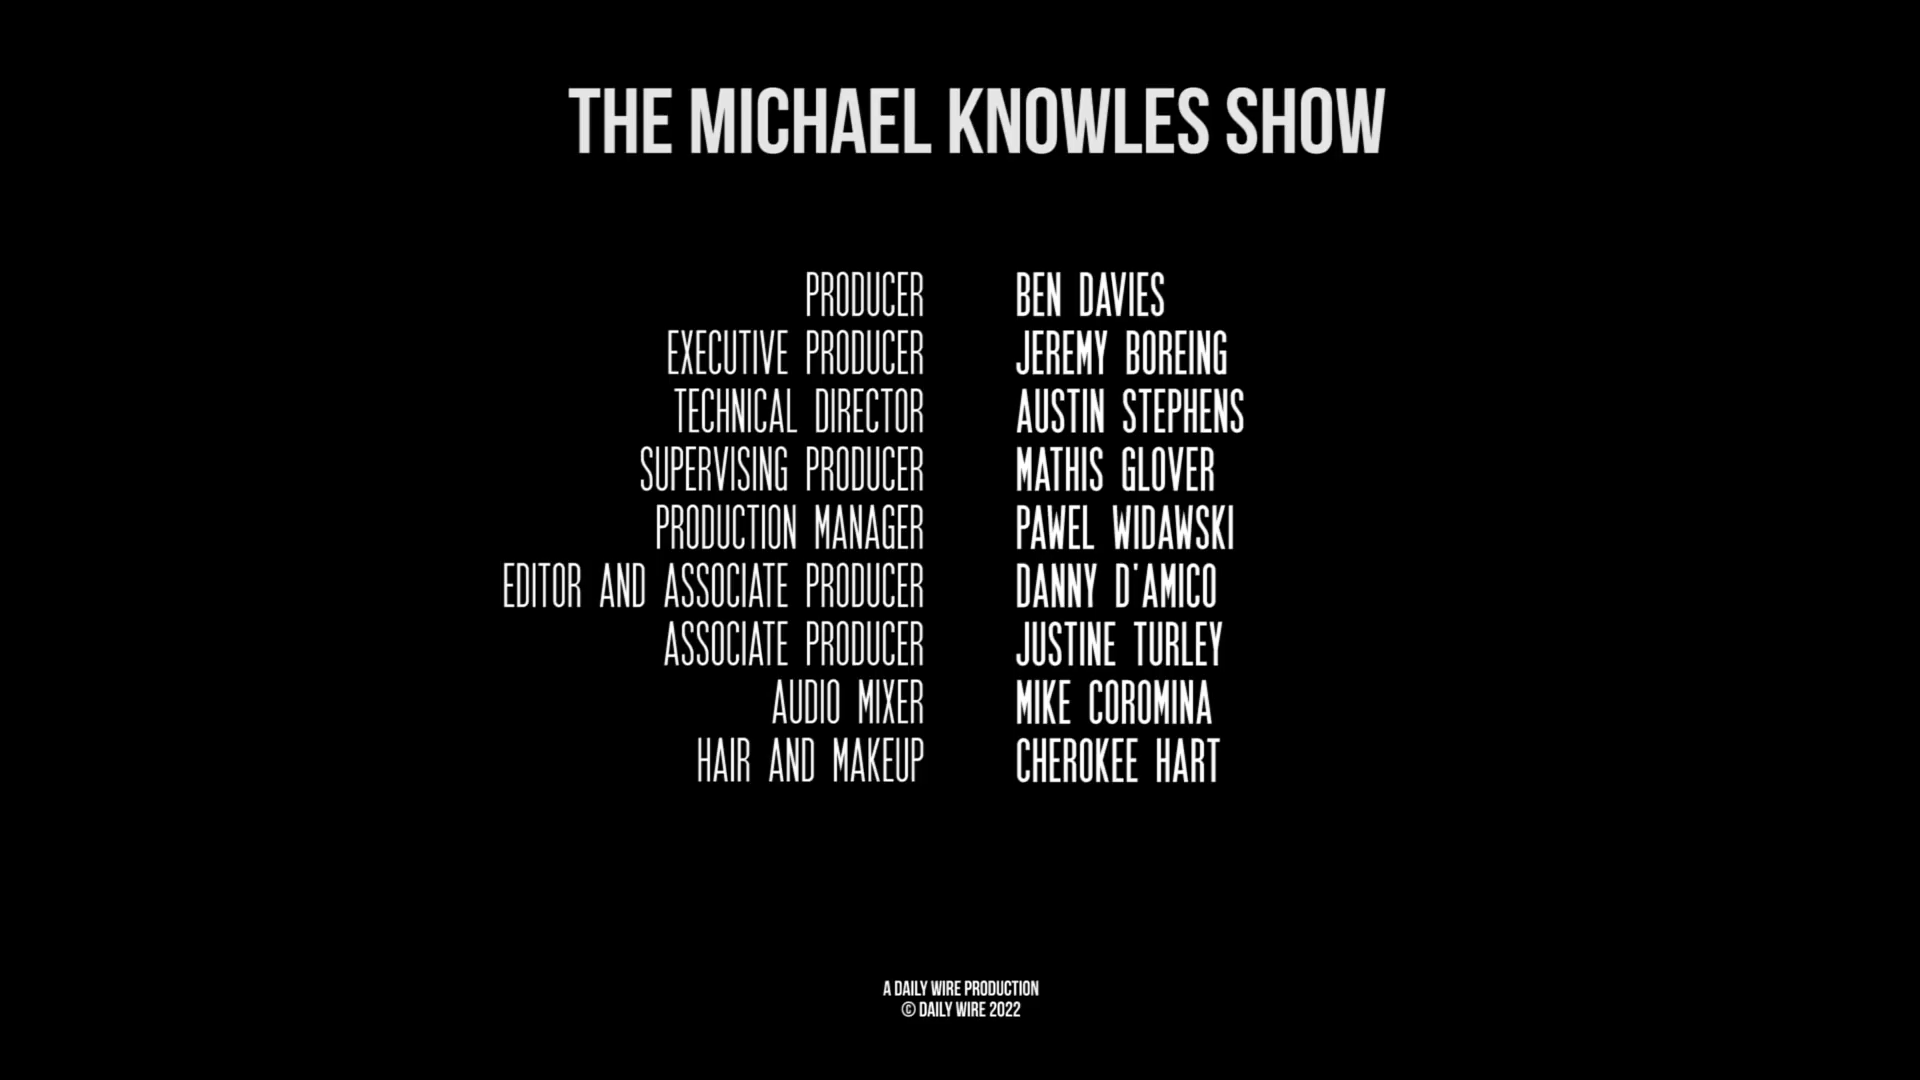 THE MICHAEL KNOWLES SHOW
PRODUCER BEN DAVIES
EXECUTIVE PRODUCER JEREMY BOREING
TECHNICAL DIRECTOR AUSTIN STEPHENS
SUPERVISING PRODUCER MATHIS GLOVER
PRODUCTION MANAGER PAWEL WIDAWSKI
EDITOR AND ASSOCIATE PRODUCER DANNY D'AMICO
ASSOCIATE PRODUCER JUSTINE TURLEY
AUDIO MIXER MIKE COROMINA
HAIR AND MAKEUP CHEROKEE HART
A DAILY WIRE PRODUCTION
© DAILY WIRE 2022